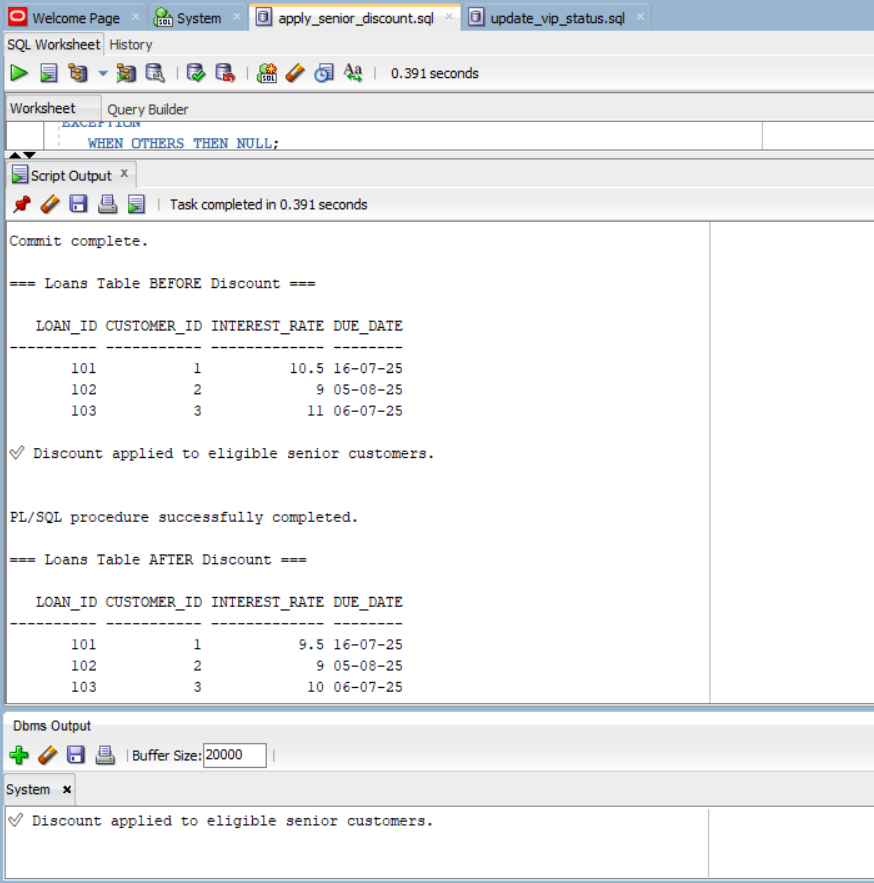 Welcome Page × System × apply_senior_discount.sql × update_vip_status.sql ×
SQL Worksheet History
0.391 seconds
Worksheet Query Builder
EXCEPTION
WHEN OTHERS THEN NULL;
Script Output x
Task completed in 0.391 seconds
Commit complete.
=== Loans Table BEFORE Discount ===
LOAN_ID CUSTOMER_ID INTEREST_RATE DUE_DATE
---------- ----------- ------------- --------
101 1 10.5 16-07-25
102 2 9 05-08-25
103 3 11 06-07-25
✅ Discount applied to eligible senior customers.
PL/SQL procedure successfully completed.
=== Loans Table AFTER Discount ===
LOAN_ID CUSTOMER_ID INTEREST_RATE DUE_DATE
---------- ----------- ------------- --------
101 1 9.5 16-07-25
102 2 9 05-08-25
103 3 10 06-07-25
Dbms Output
Buffer Size: 20000
System ×
✅ Discount applied to eligible senior customers.